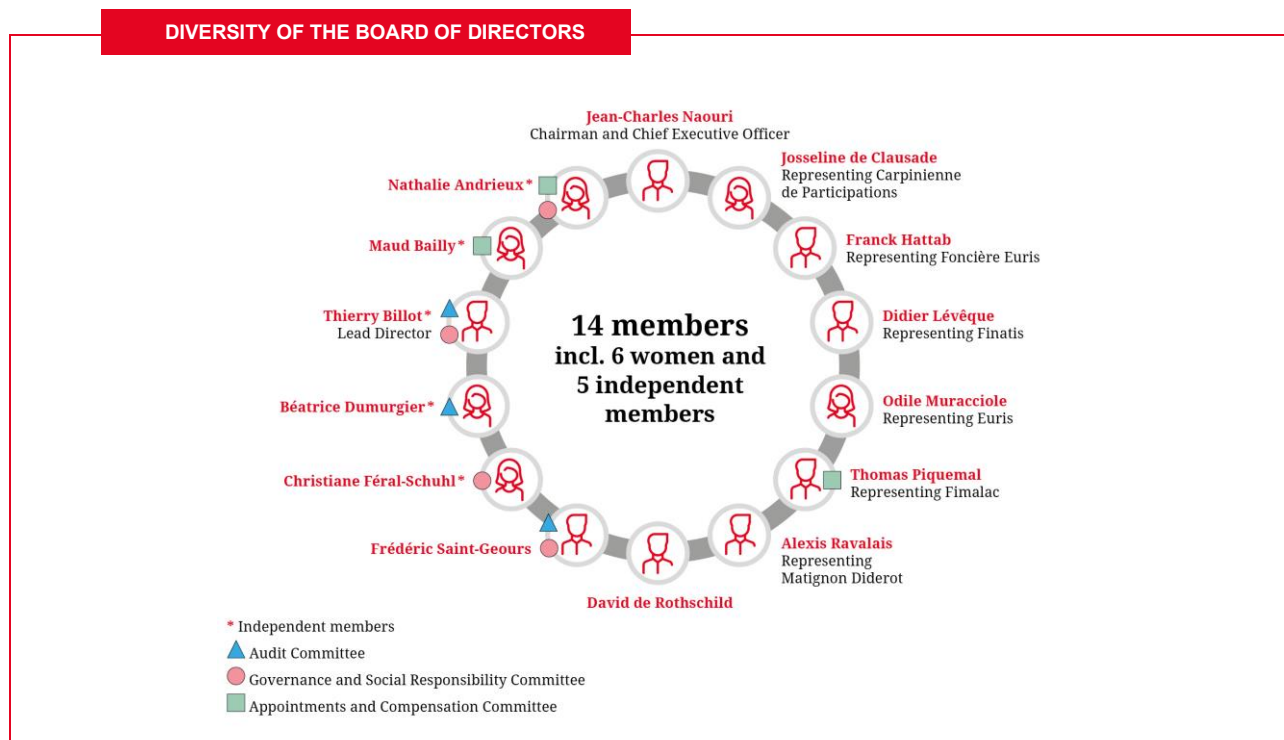 DIVERSITY OF THE BOARD OF DIRECTORS
Jean-Charles Naouri
Chairman and Chief Executive Officer
Josseline de Clausade
Representing Carpinienne
de Participations
Franck Hattab
Representing Foncière Euris
Didier Lévêque
Representing Finatis
Odile Muracciole
Representing Euris
Thomas Piquemal
Representing Fimalac
Alexis Ravalais
Representing
Matignon Diderot
David de Rothschild
Frédéric Saint-Geours
Christiane Féral-Schuhl*
Béatrice Dumurgier*
Thierry Billot*
Lead Director
Maud Bailly*
Nathalie Andrieux*
14 members
incl. 6 women and
5 independent
members
* Independent members
Audit Committee
Governance and Social Responsibility Committee
Appointments and Compensation Committee